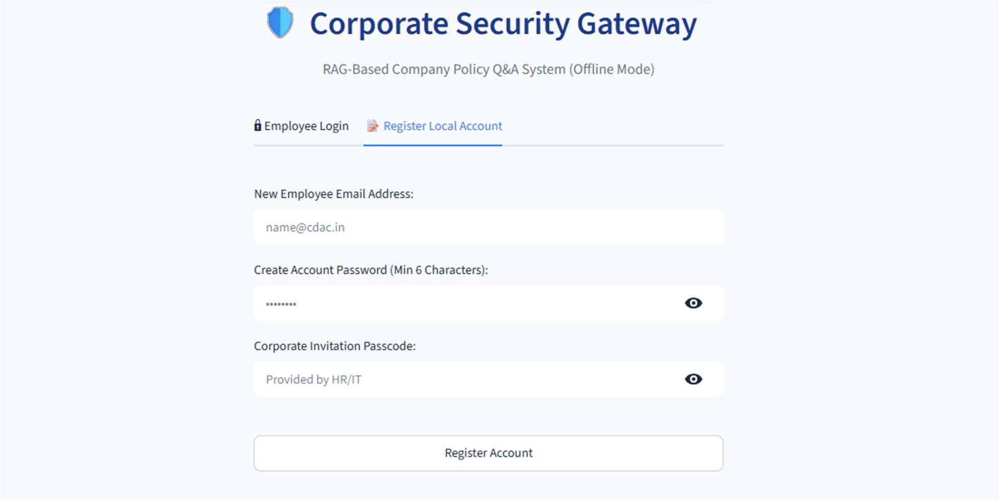 Corporate Security Gateway
RAG-Based Company Policy Q&A System (Offline Mode)
Employee Login
Register Local Account
New Employee Email Address:
name@cdac.in
Create Account Password (Min 6 Characters):
••••••••
Corporate Invitation Passcode:
Provided by HR/IT
Register Account